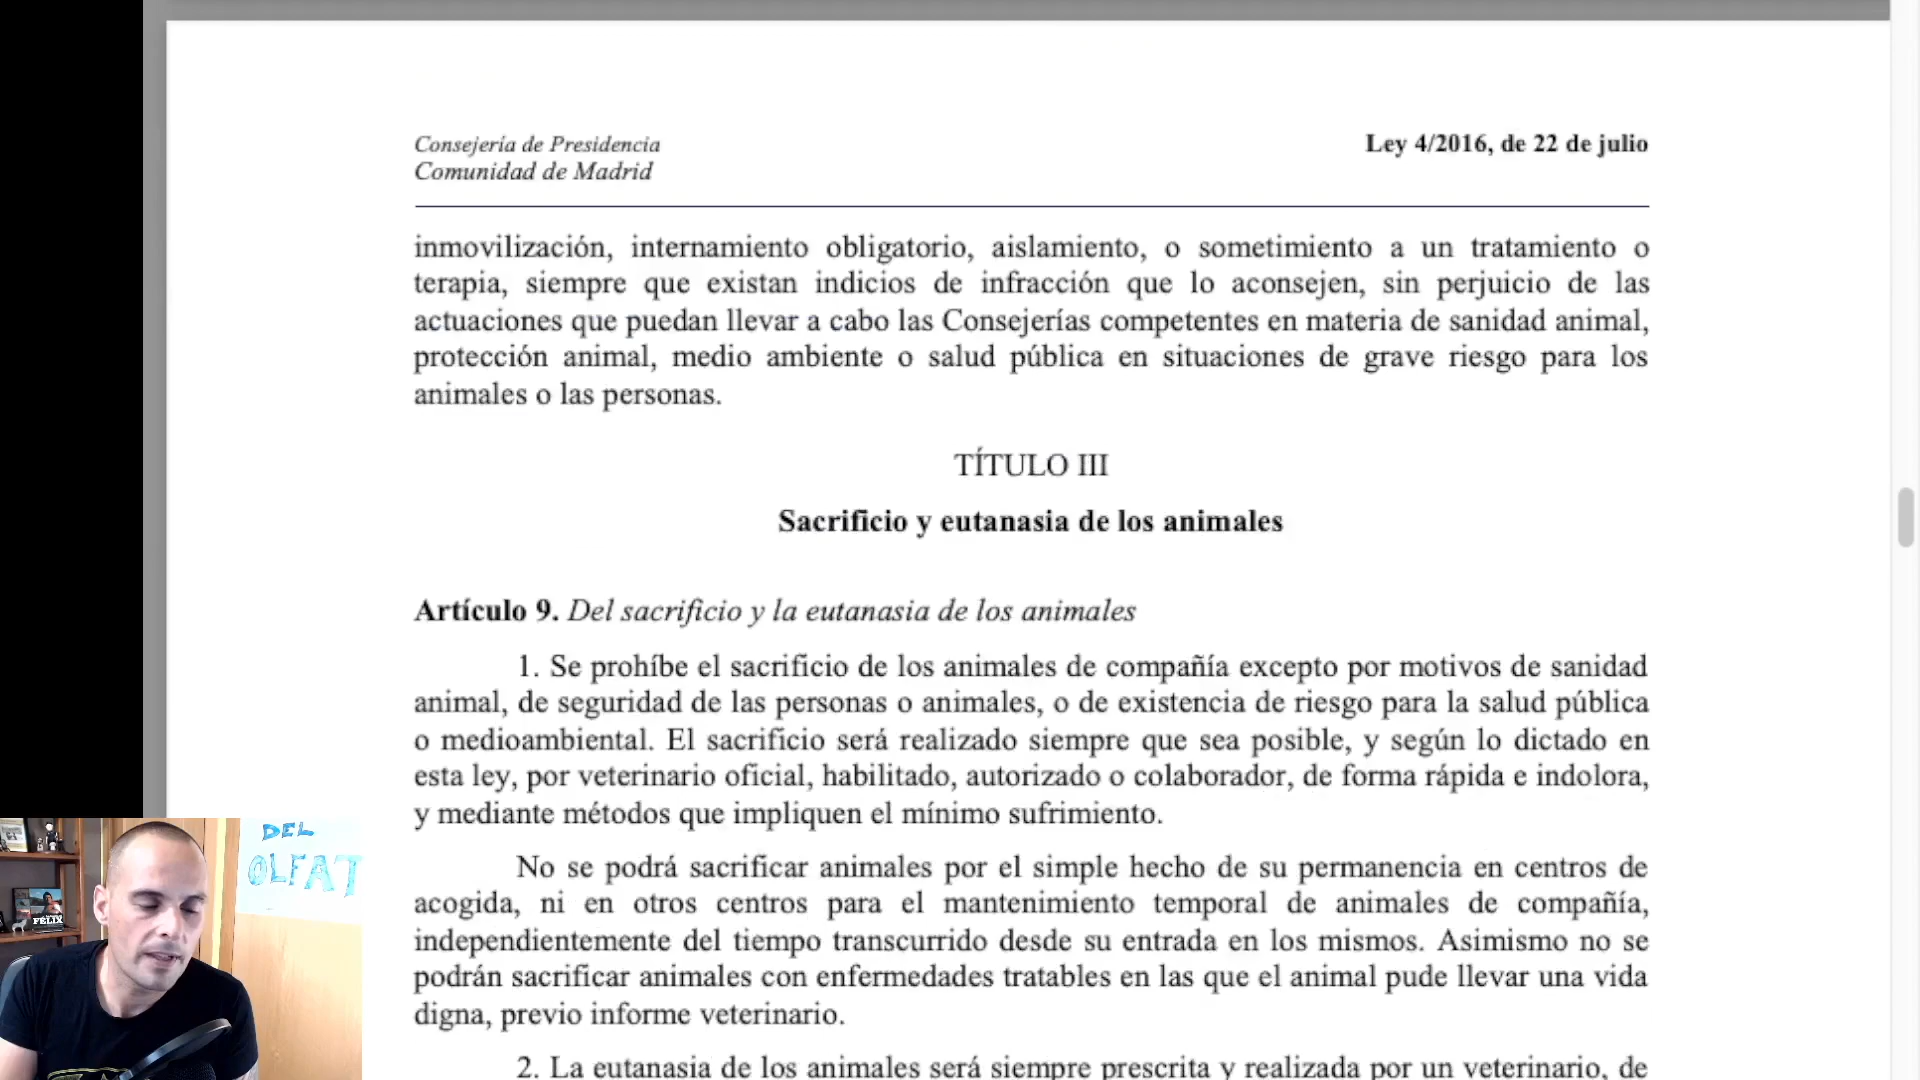 Consejería de Presidencia
Comunidad de Madrid
Ley 4/2016, de 22 de julio
inmovilización, internamiento obligatorio, aislamiento, o sometimiento a un tratamiento o
terapia, siempre que existan indicios de infracción que lo aconsejen, sin perjuicio de las
actuaciones que puedan llevar a cabo las Consejerías competentes en materia de sanidad animal,
protección animal, medio ambiente o salud pública en situaciones de grave riesgo para los
animales o las personas.
TÍTULO III
Sacrificio y eutanasia de los animales
Artículo 9. Del sacrificio y la eutanasia de los animales
1. Se prohíbe el sacrificio de los animales de compañía excepto por motivos de sanidad
animal, de seguridad de las personas o animales, o de existencia de riesgo para la salud pública
o medioambiental. El sacrificio será realizado siempre que sea posible, y según lo dictado en
esta ley, por veterinario oficial, habilitado, autorizado o colaborador, de forma rápida e indolora,
y mediante métodos que impliquen el mínimo sufrimiento.
No se podrá sacrificar animales por el simple hecho de su permanencia en centros de
acogida, ni en otros centros para el mantenimiento temporal de animales de compañía,
independientemente del tiempo transcurrido desde su entrada en los mismos. Asimismo no se
podrán sacrificar animales con enfermedades tratables en las que el animal pude llevar una vida
digna, previo informe veterinario.
2. La eutanasia de los animales será siempre prescrita y realizada por un veterinario, de
DEL
OLFAT
FÉLIX